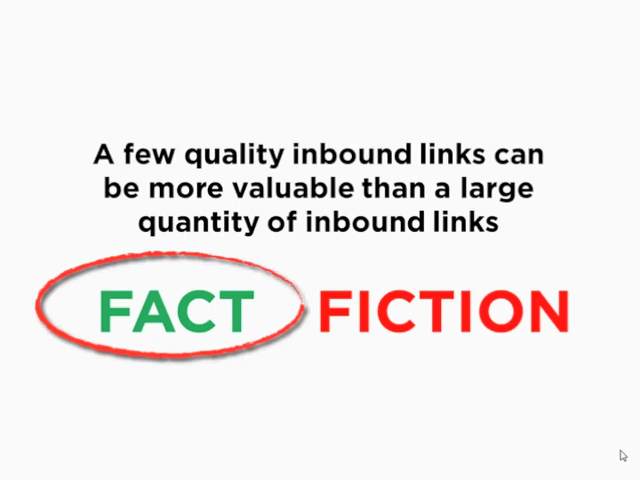 A few quality inbound links can
be more valuable than a large
quantity of inbound links
FACT FICTION